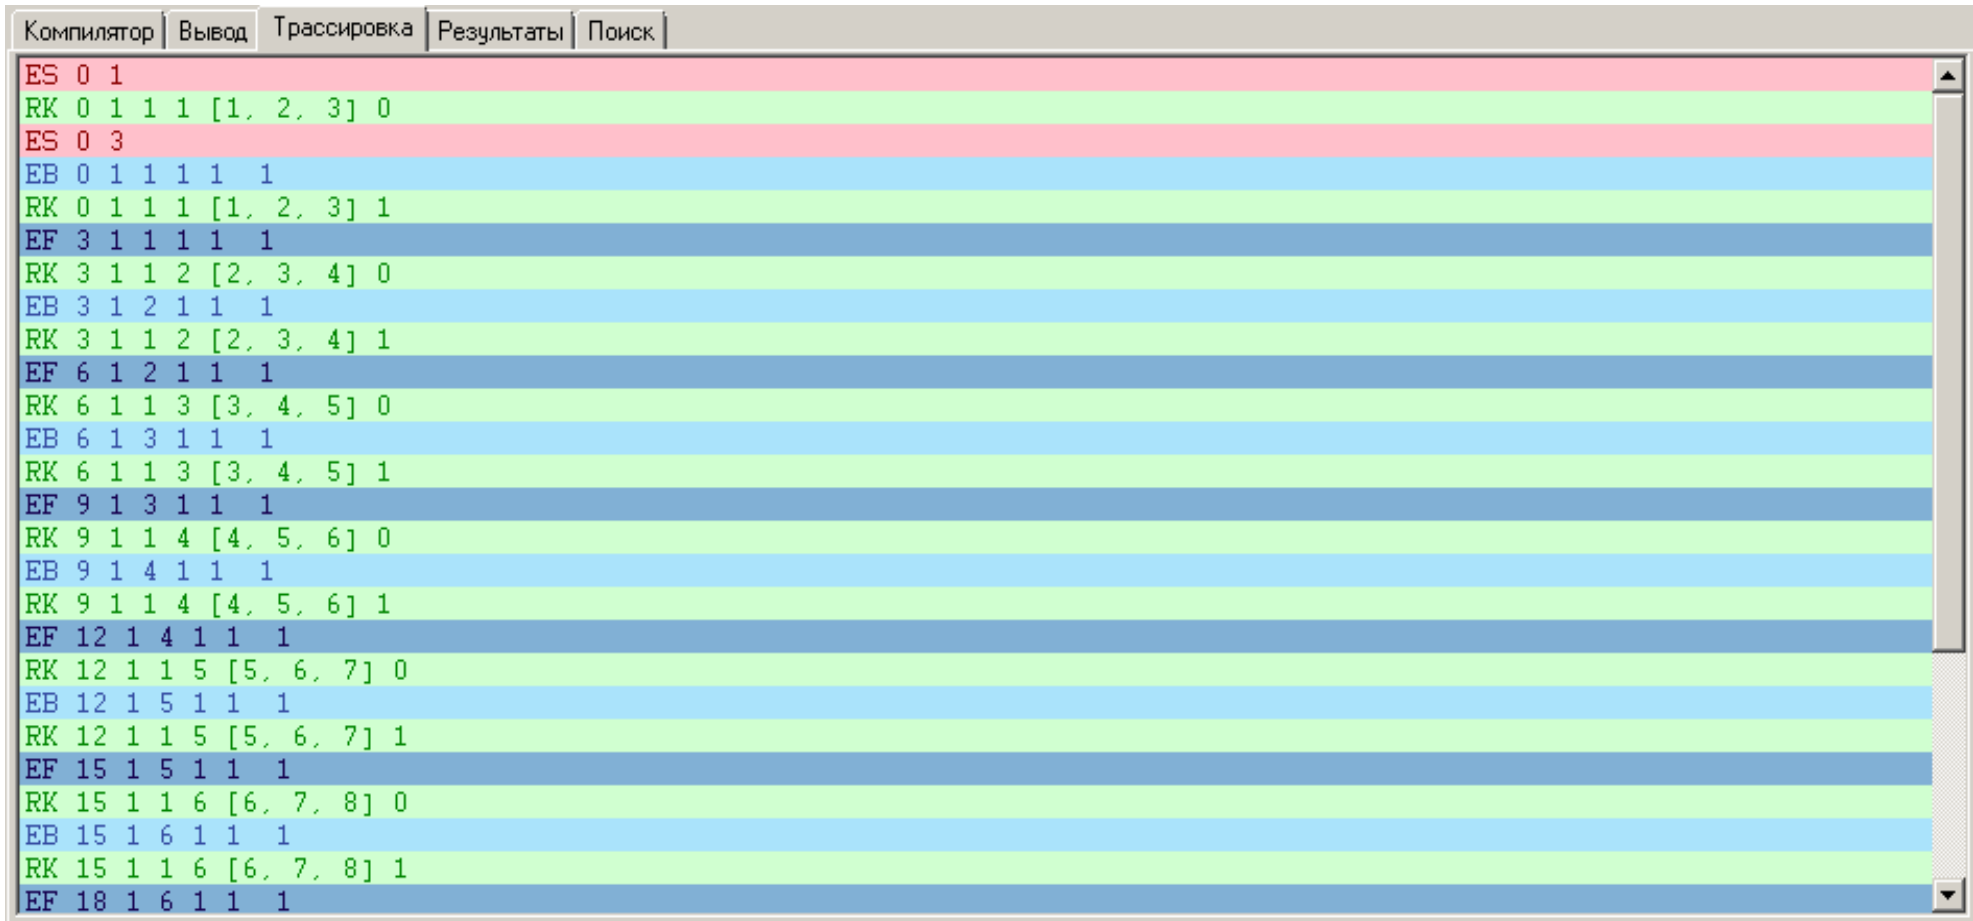 Компилятор Вывод Трассировка Результаты Поиск
ES 0 1
RK 0 1 1 1 [1, 2, 3] 0
ES 0 3
EB 0 1 1 1 1 1
RK 0 1 1 1 [1, 2, 3] 1
EF 3 1 1 1 1 1
RK 3 1 1 2 [2, 3, 4] 0
EB 3 1 2 1 1 1
RK 3 1 1 2 [2, 3, 4] 1
EF 6 1 2 1 1 1
RK 6 1 1 3 [3, 4, 5] 0
EB 6 1 3 1 1 1
RK 6 1 1 3 [3, 4, 5] 1
EF 9 1 3 1 1 1
RK 9 1 1 4 [4, 5, 6] 0
EB 9 1 4 1 1 1
RK 9 1 1 4 [4, 5, 6] 1
EF 12 1 4 1 1 1
RK 12 1 1 5 [5, 6, 7] 0
EB 12 1 5 1 1 1
RK 12 1 1 5 [5, 6, 7] 1
EF 15 1 5 1 1 1
RK 15 1 1 6 [6, 7, 8] 0
EB 15 1 6 1 1 1
RK 15 1 1 6 [6, 7, 8] 1
EF 18 1 6 1 1 1